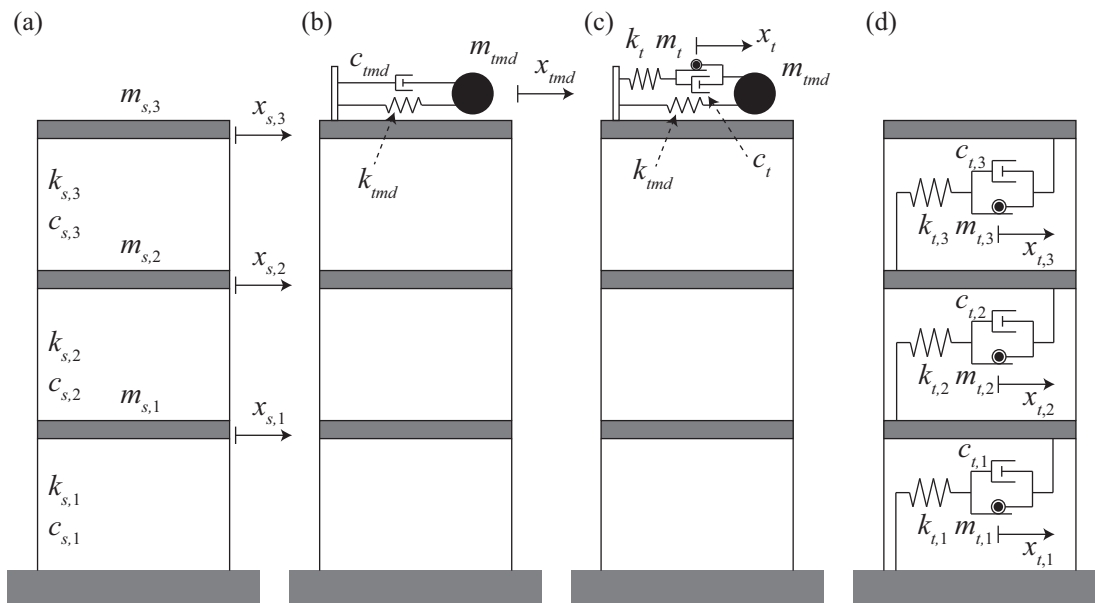 (a)
m_{s,3}
x_{s,3}
k_{s,3}
c_{s,3}
m_{s,2}
x_{s,2}
k_{s,2}
c_{s,2}
m_{s,1}
x_{s,1}
k_{s,1}
c_{s,1}
(b)
c_{tmd}
m_{tmd}
x_{tmd}
k_{tmd}
(c)
k_t m_t
x_t
m_{tmd}
k_{tmd}
c_t
(d)
c_{t,3}
k_{t,3} m_{t,3}
x_{t,3}
c_{t,2}
k_{t,2} m_{t,2}
x_{t,2}
c_{t,1}
k_{t,1} m_{t,1}
x_{t,1}